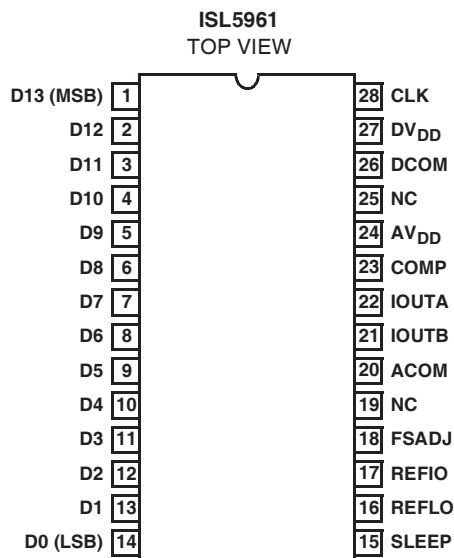 ISL5961
TOP VIEW
D13 (MSB) 1 28 CLK
D12 2 27 DVDD
D11 3 26 DCOM
D10 4 25 NC
D9 5 24 AVDD
D8 6 23 COMP
D7 7 22 IOUTA
D6 8 21 IOUTB
D5 9 20 ACOM
D4 10 19 NC
D3 11 18 FSADJ
D2 12 17 REFIO
D1 13 16 REFLO
D0 (LSB) 14 15 SLEEP